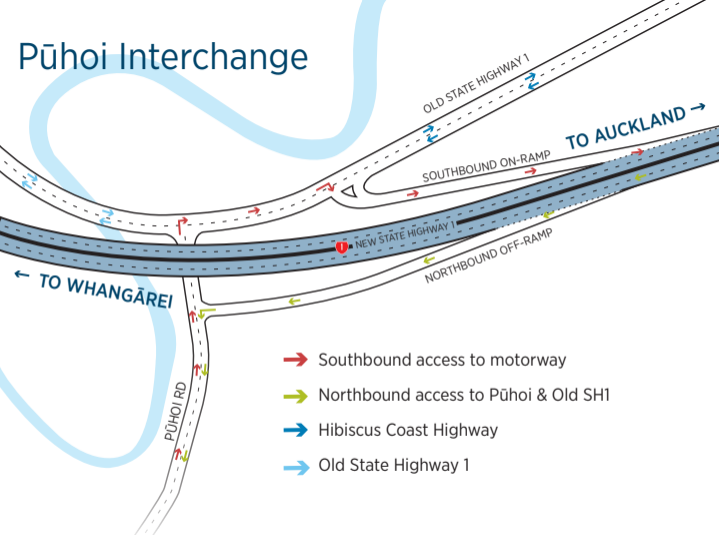 Pūhoi Interchange
OLD STATE HIGHWAY 1
TO AUCKLAND →
SOUTHBOUND ON-RAMP
1
NEW STATE HIGHWAY 1
← TO WHANGĀREI
NORTHBOUND OFF-RAMP
PŪHOI RD
Southbound access to motorway
Northbound access to Pūhoi & Old SH1
Hibiscus Coast Highway
Old State Highway 1